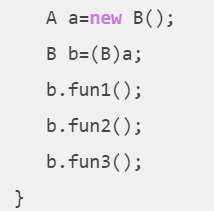 A a=new B();
B b=(B)a;
b.fun1();
b.fun2();
b.fun3();
}